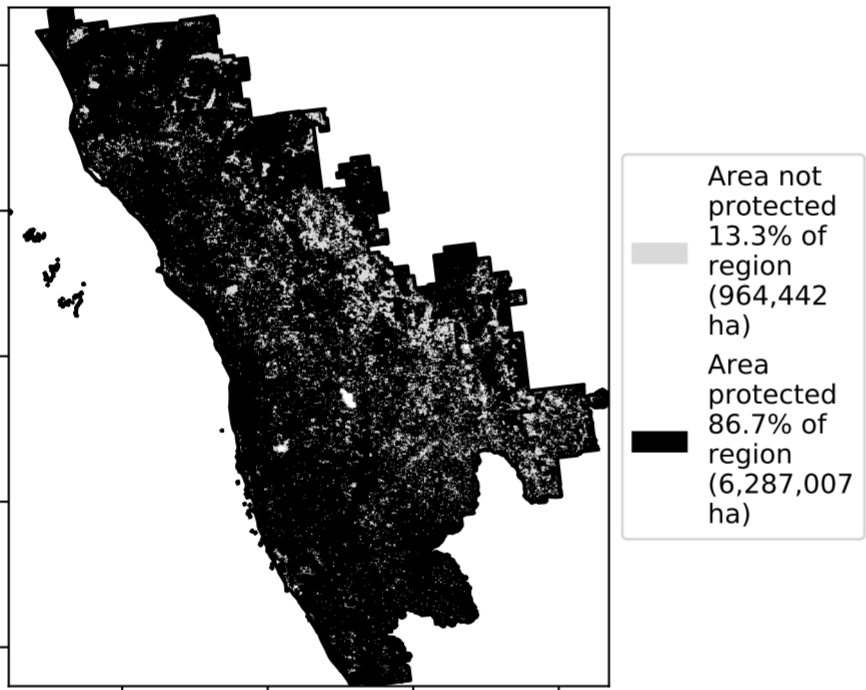 Area not
protected
13.3% of
region
(964,442
ha)
Area
protected
86.7% of
region
(6,287,007
ha)